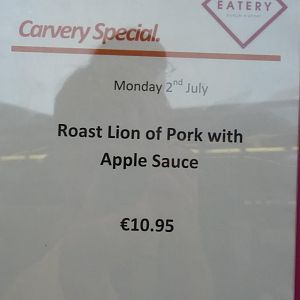 EATERY
Carvery Special.
Monday 2nd July
Roast Lion of Pork with
Apple Sauce
€10.95